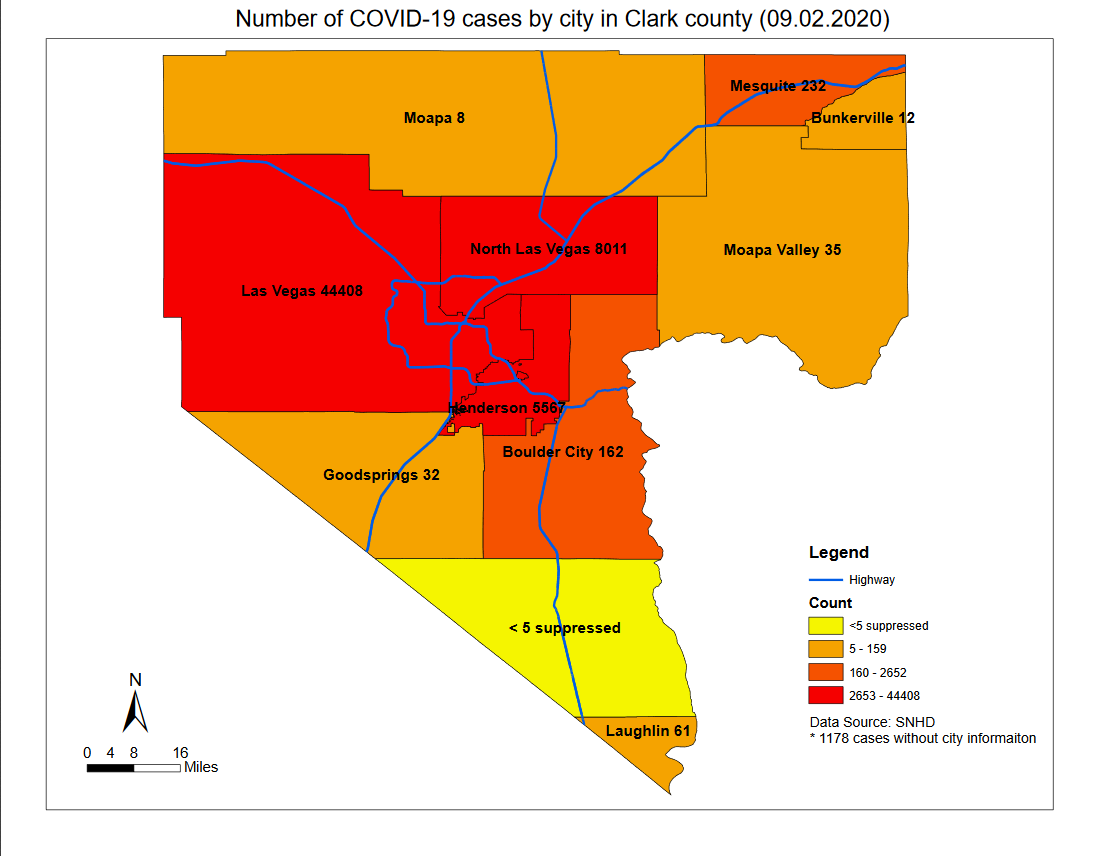 Number of COVID-19 cases by city in Clark county (09.02.2020)
Mesquite 232
Moapa 8
Bunkerville 12
North Las Vegas 8011
Moapa Valley 35
Las Vegas 44408
Henderson 5567
Boulder City 162
Goodsprings 32
< 5 suppressed
Laughlin 61
Legend
Highway
Count
<5 suppressed
5 - 159
160 - 2652
2653 - 44408
Data Source: SNHD
* 1178 cases without city informaiton
N
0 4 8 16
Miles